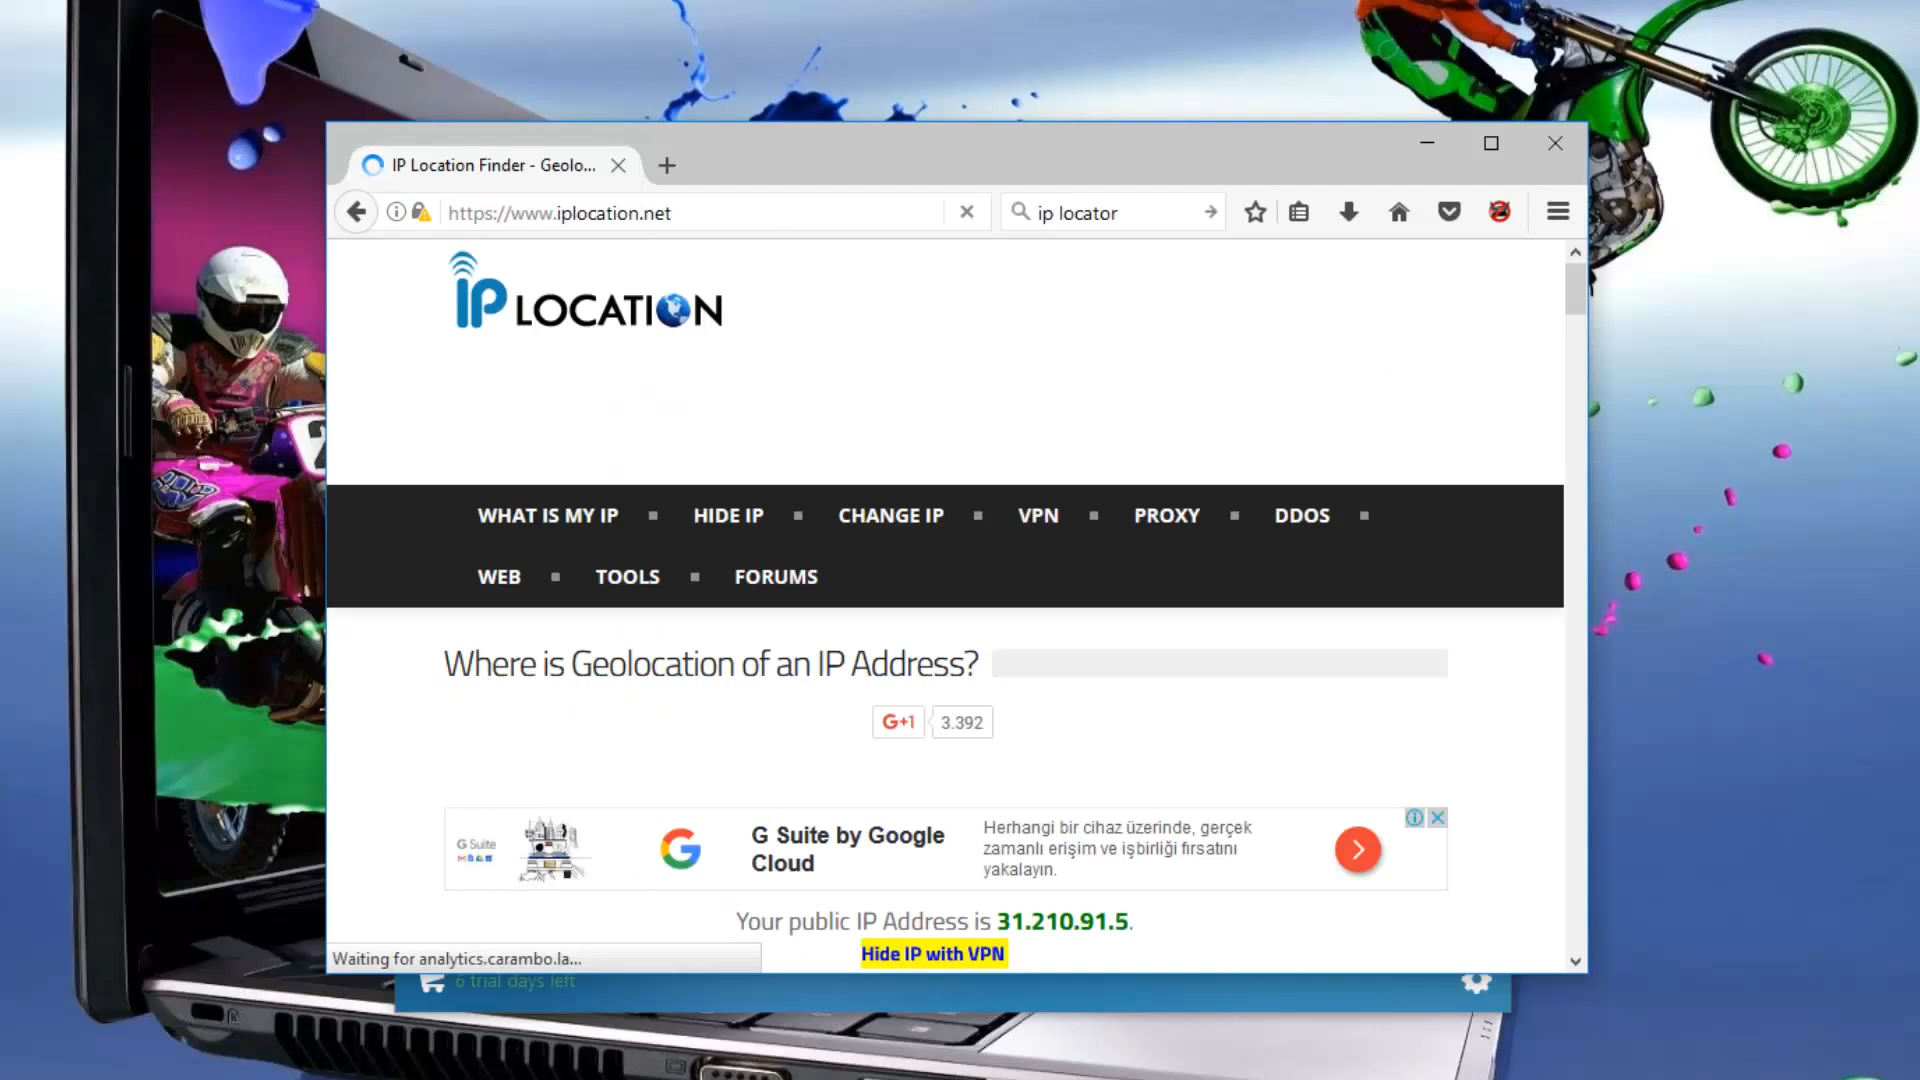 IP Location Finder - Geolo...
https://www.iplocation.net
ip locator
IP LOCATION
WHAT IS MY IP
HIDE IP
CHANGE IP
VPN
PROXY
DDOS
WEB
TOOLS
FORUMS
Where is Geolocation of an IP Address?
G+1
3.392
G Suite
G Suite by Google
Cloud
Herhangi bir cihaz üzerinde, gerçek
zamanlı erişim ve işbirliği fırsatını
yakalayın.
Your public IP Address is 31.210.91.5.
Hide IP with VPN
Waiting for analytics.carambo.la...
6 trial days left